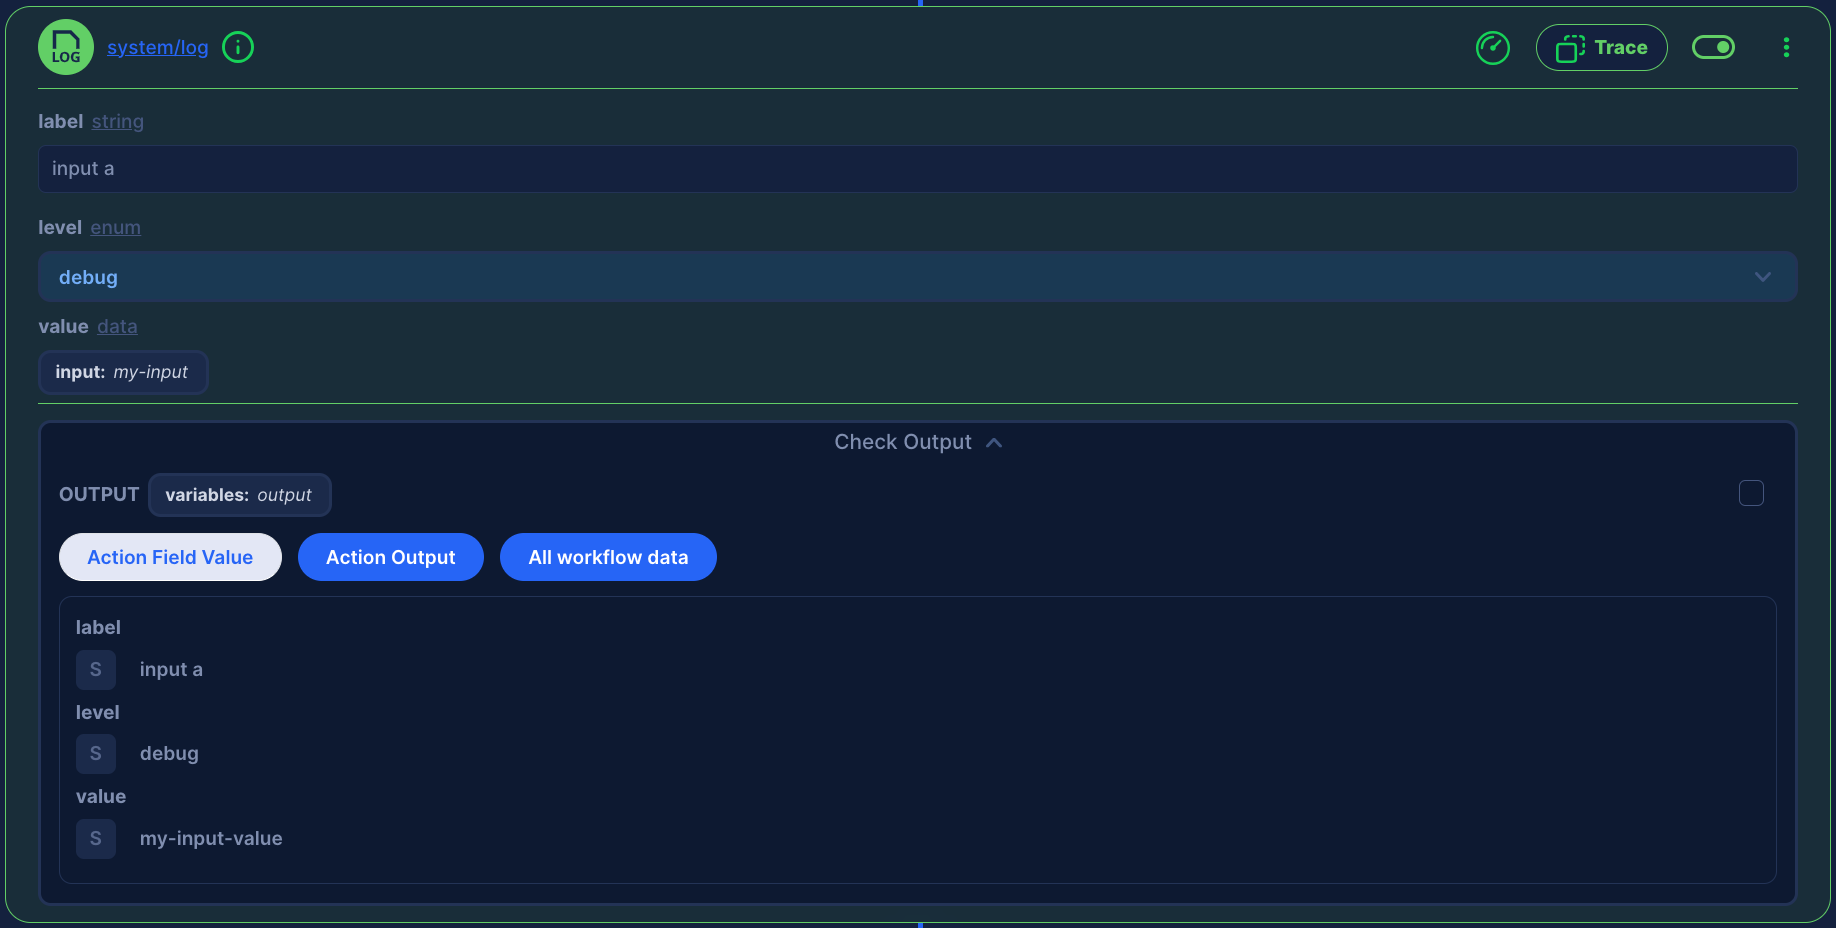 LOG system/log Trace
label string
input a
level enum
debug
value data
input: my-input
Check Output
OUTPUT variables: output
Action Field Value Action Output All workflow data
label
S input a
level
S debug
value
S my-input-value